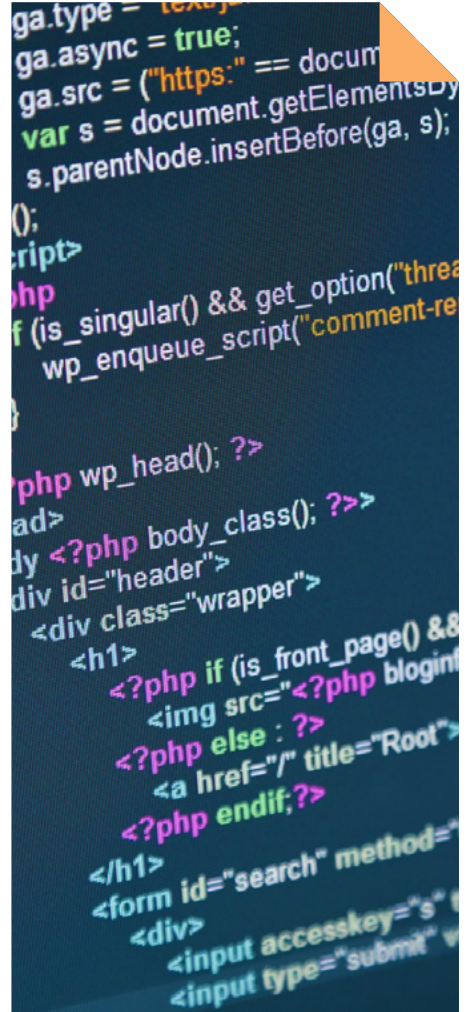 ga.type =
ga.async = true;
ga.src = ("https:" == docum
var s = document.getElementsBy
s.parentNode.insertBefore(ga, s);
();
cript>
php
f (is_singular() && get_option("threa
wp_enqueue_script("comment-re
}
?php wp_head(); ?>
ad>
dy <?php body_class(); ?>>
div id="header">
<div class="wrapper">
<h1>
<?php if (is_front_page() &&
<img src="<?php bloginf
<?php else : ?>
<a href="/" title="Root">
<?php endif;?>
</h1>
<form id="search" method="
<div>
<input accesskey="s"
<input type="submit"